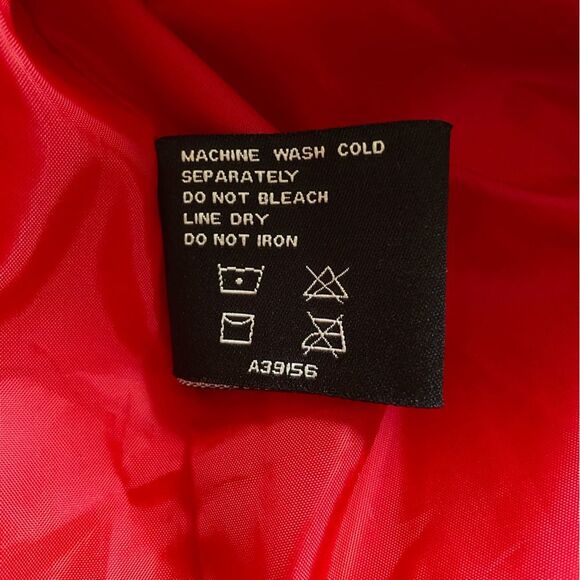 MACHINE WASH COLD
SEPARATELY
DO NOT BLEACH
LINE DRY
DO NOT IRON
A39156